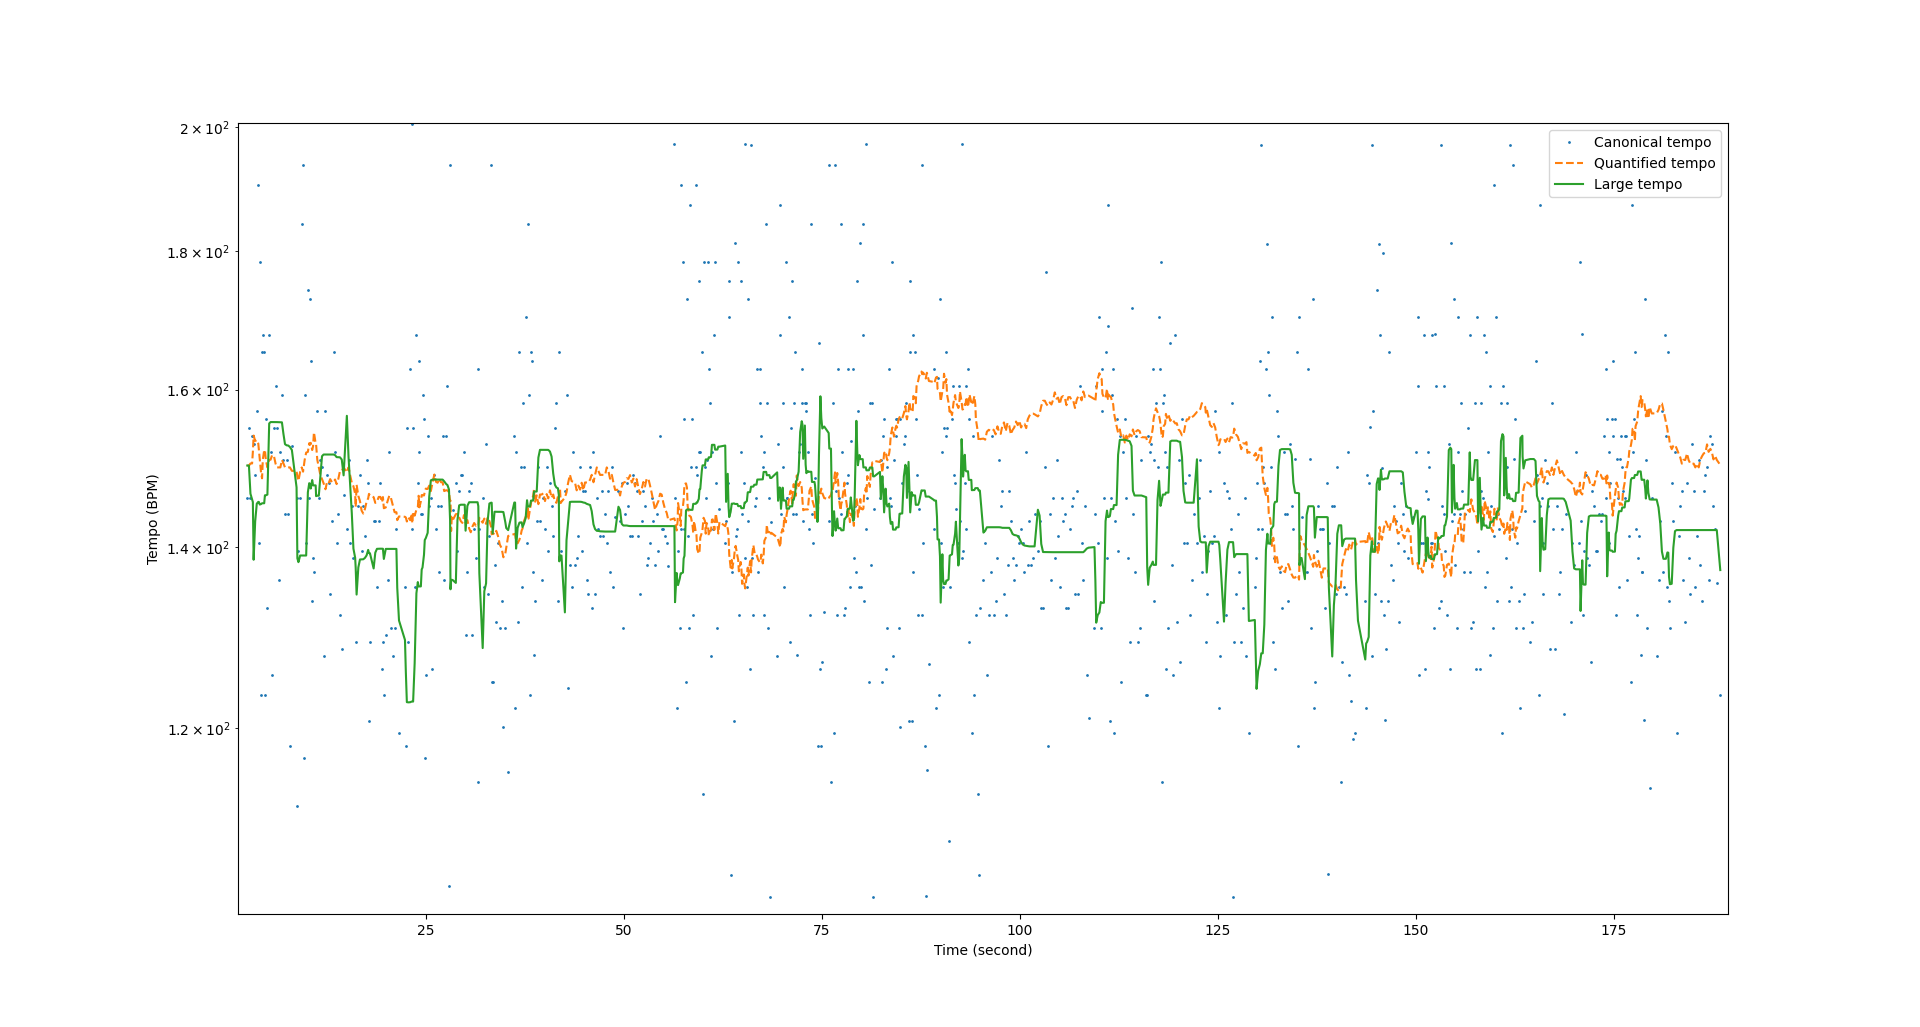 2 × 10²
1.8 × 10²
1.6 × 10²
1.4 × 10²
1.2 × 10²
Tempo (BPM)
25
50
75
100
125
150
175
Time (second)
Canonical tempo
Quantified tempo
Large tempo